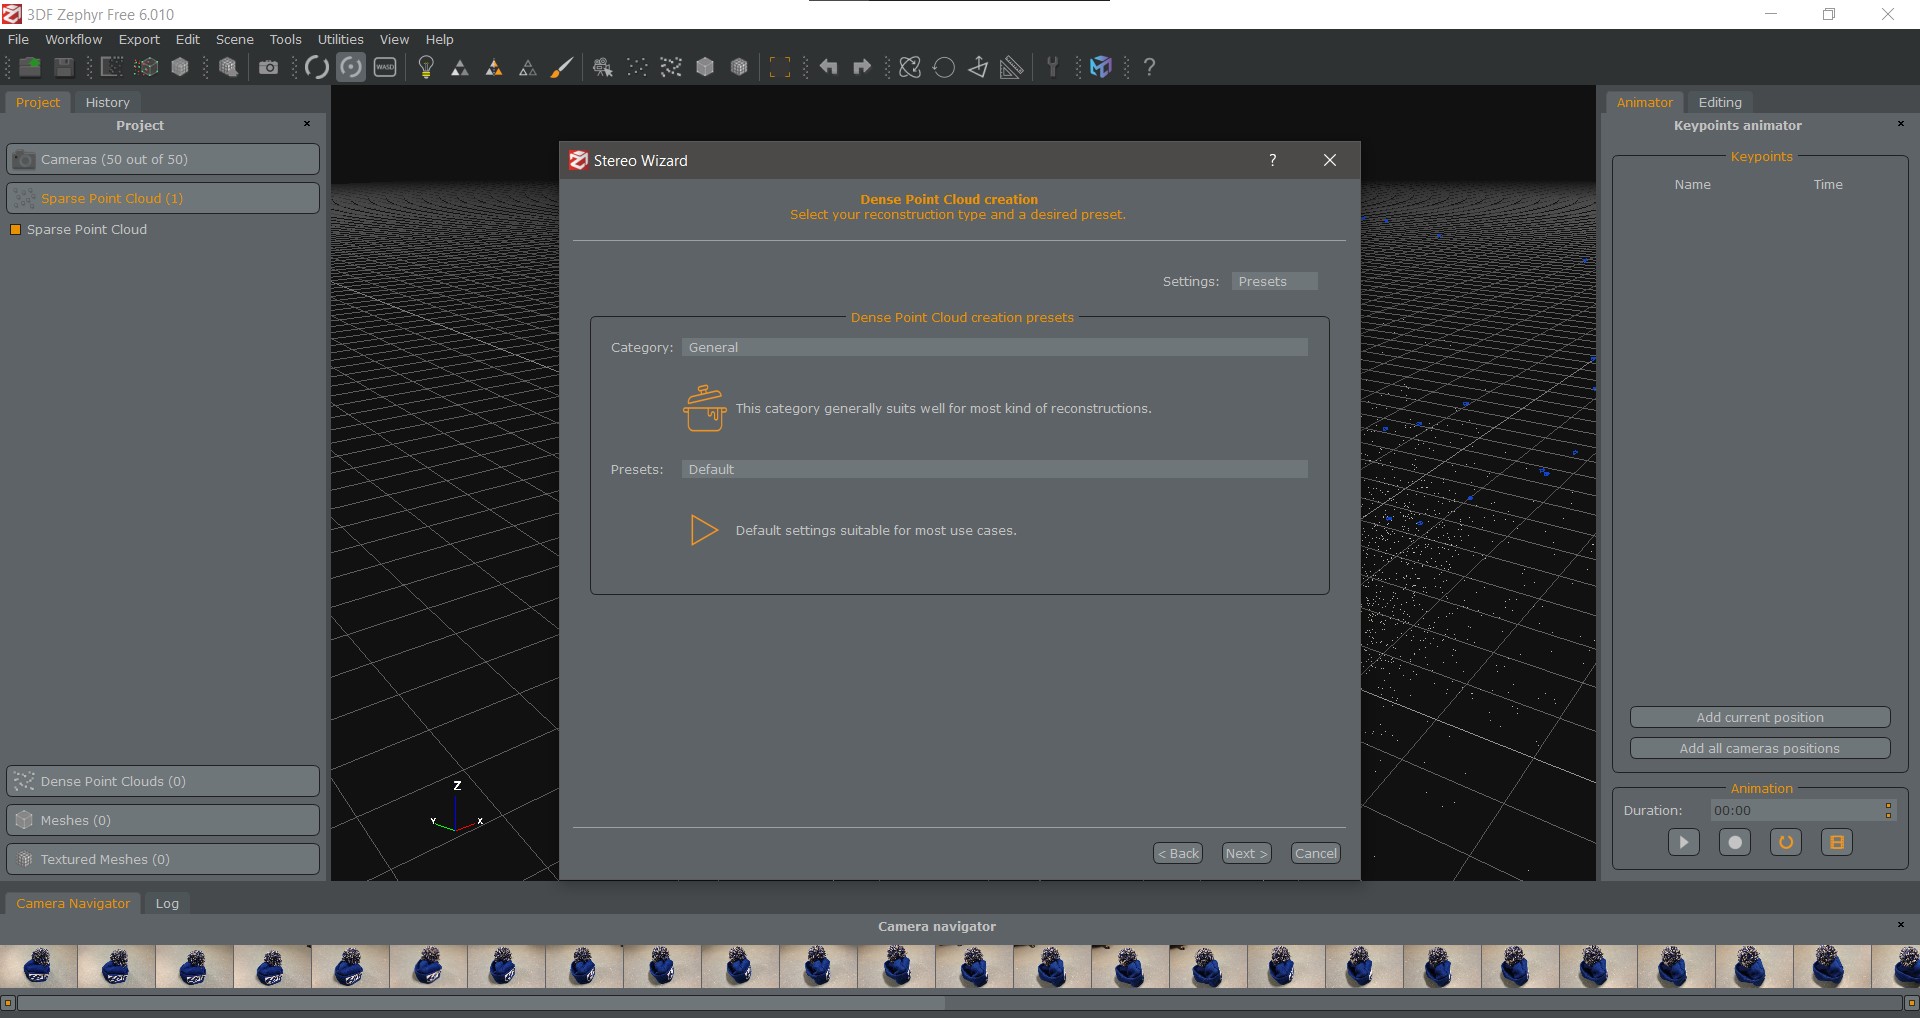 3DF Zephyr Free 6.010
File Workflow Export Edit Scene Tools Utilities View Help
WASD
?
Project History
Project
Cameras (50 out of 50)
Sparse Point Cloud (1)
Sparse Point Cloud
Dense Point Clouds (0)
Meshes (0)
Textured Meshes (0)
Z
Y
X
Stereo Wizard
?
Dense Point Cloud creation
Select your reconstruction type and a desired preset.
Settings: Presets
Dense Point Cloud creation presets
Category: General
This category generally suits well for most kind of reconstructions.
Presets: Default
Default settings suitable for most use cases.
< Back Next > Cancel
Animator Editing
Keypoints animator
Keypoints
Name Time
Add current position
Add all cameras positions
Animation
Duration: 00:00
Camera Navigator Log
Camera navigator